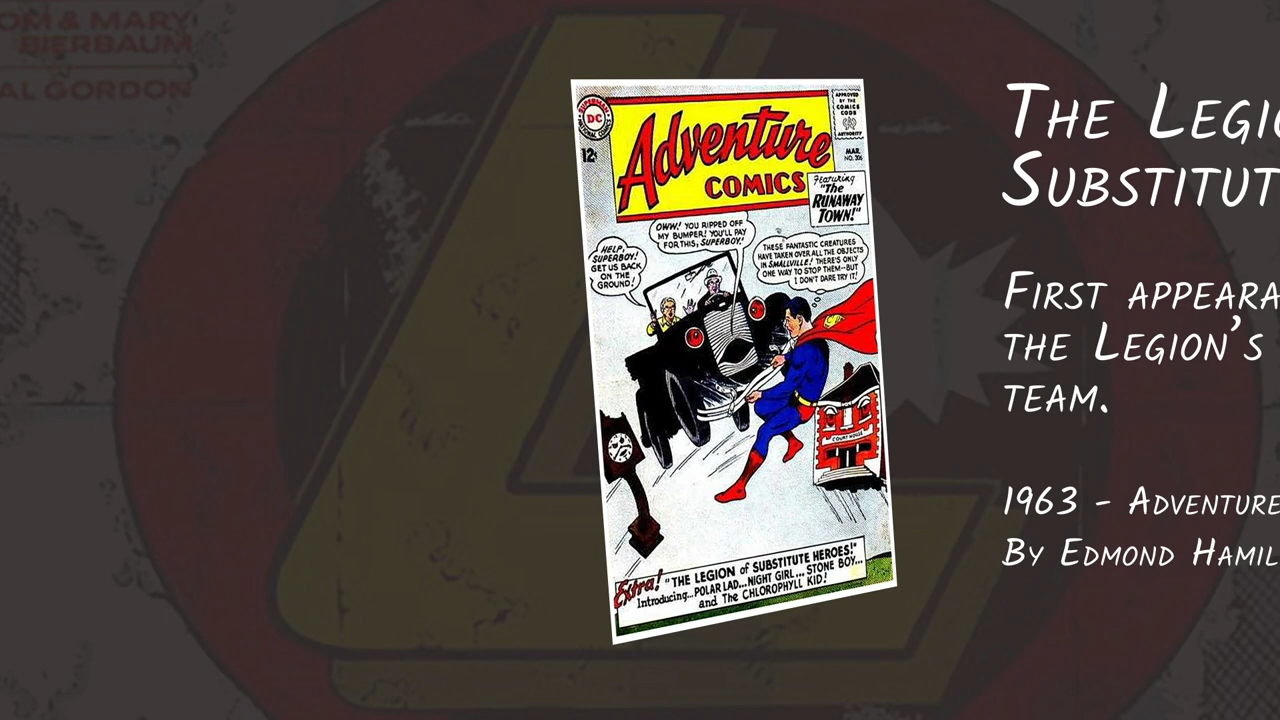 OM & MARY
BIERBAUM
AL GORDON
SUPERMAN
DC
NATIONAL COMICS
12¢
Adventure
COMICS
APPROVED
BY THE
COMICS
CODE
AUTHORITY
MAR.
NO. 306
Featuring
"The
RUNAWAY
TOWN!"
HELP,
SUPERBOY!
GET US BACK
ON THE
GROUND!
OWW! YOU RIPPED OFF
MY BUMPER! YOU'LL PAY
FOR THIS, SUPERBOY!
THESE FANTASTIC CREATURES
HAVE TAKEN OVER ALL THE OBJECTS
IN SMALLVILLE! THERE'S ONLY
ONE WAY TO STOP THEM--BUT
I DON'T DARE TRY IT!
COURT HOUSE
Extra! "THE LEGION of SUBSTITUTE HEROES!"
Introducing...POLAR LAD...NIGHT GIRL...STONE BOY...
and The CHLOROPHYLL KID!
THE LEGIO
SUBSTITUT
FIRST APPEARA
THE LEGION'S
TEAM.
1963 - ADVENTURE
BY EDMOND HAMIL